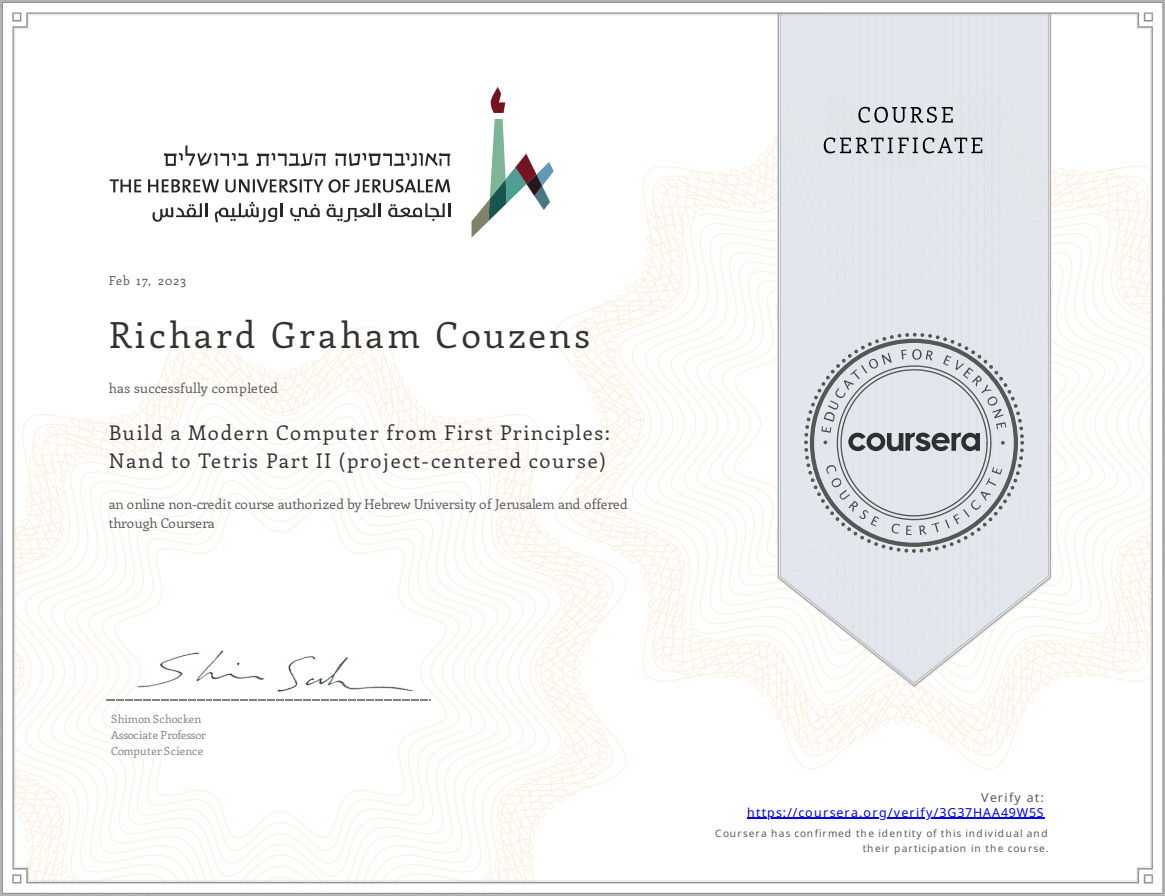 האוניברסיטה העברית בירושלים
THE HEBREW UNIVERSITY OF JERUSALEM
الجامعة العبرية في اورشليم القدس
COURSE
CERTIFICATE
Feb 17, 2023
Richard Graham Couzens
has successfully completed
Build a Modern Computer from First Principles:
Nand to Tetris Part II (project-centered course)
an online non-credit course authorized by Hebrew University of Jerusalem and offered
through Coursera
EDUCATION FOR EVERYONE
coursera
COURSE CERTIFICATE
Shimon Schocken
Associate Professor
Computer Science
Verify at:
https://coursera.org/verify/3G37HAA49W5S
Coursera has confirmed the identity of this individual and
their participation in the course.